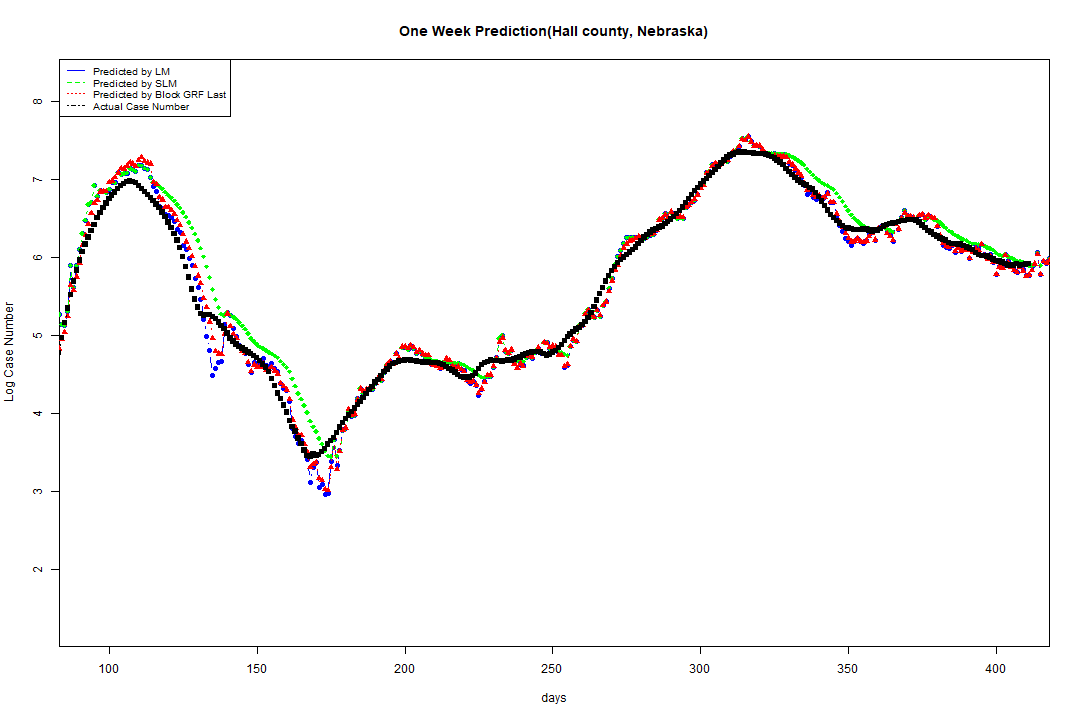 One Week Prediction(Hall county, Nebraska)
Predicted by LM
Predicted by SLM
Predicted by Block GRF Last
Actual Case Number
8
7
6
5
4
3
2
Log Case Number
100 150 200 250 300 350 400
days